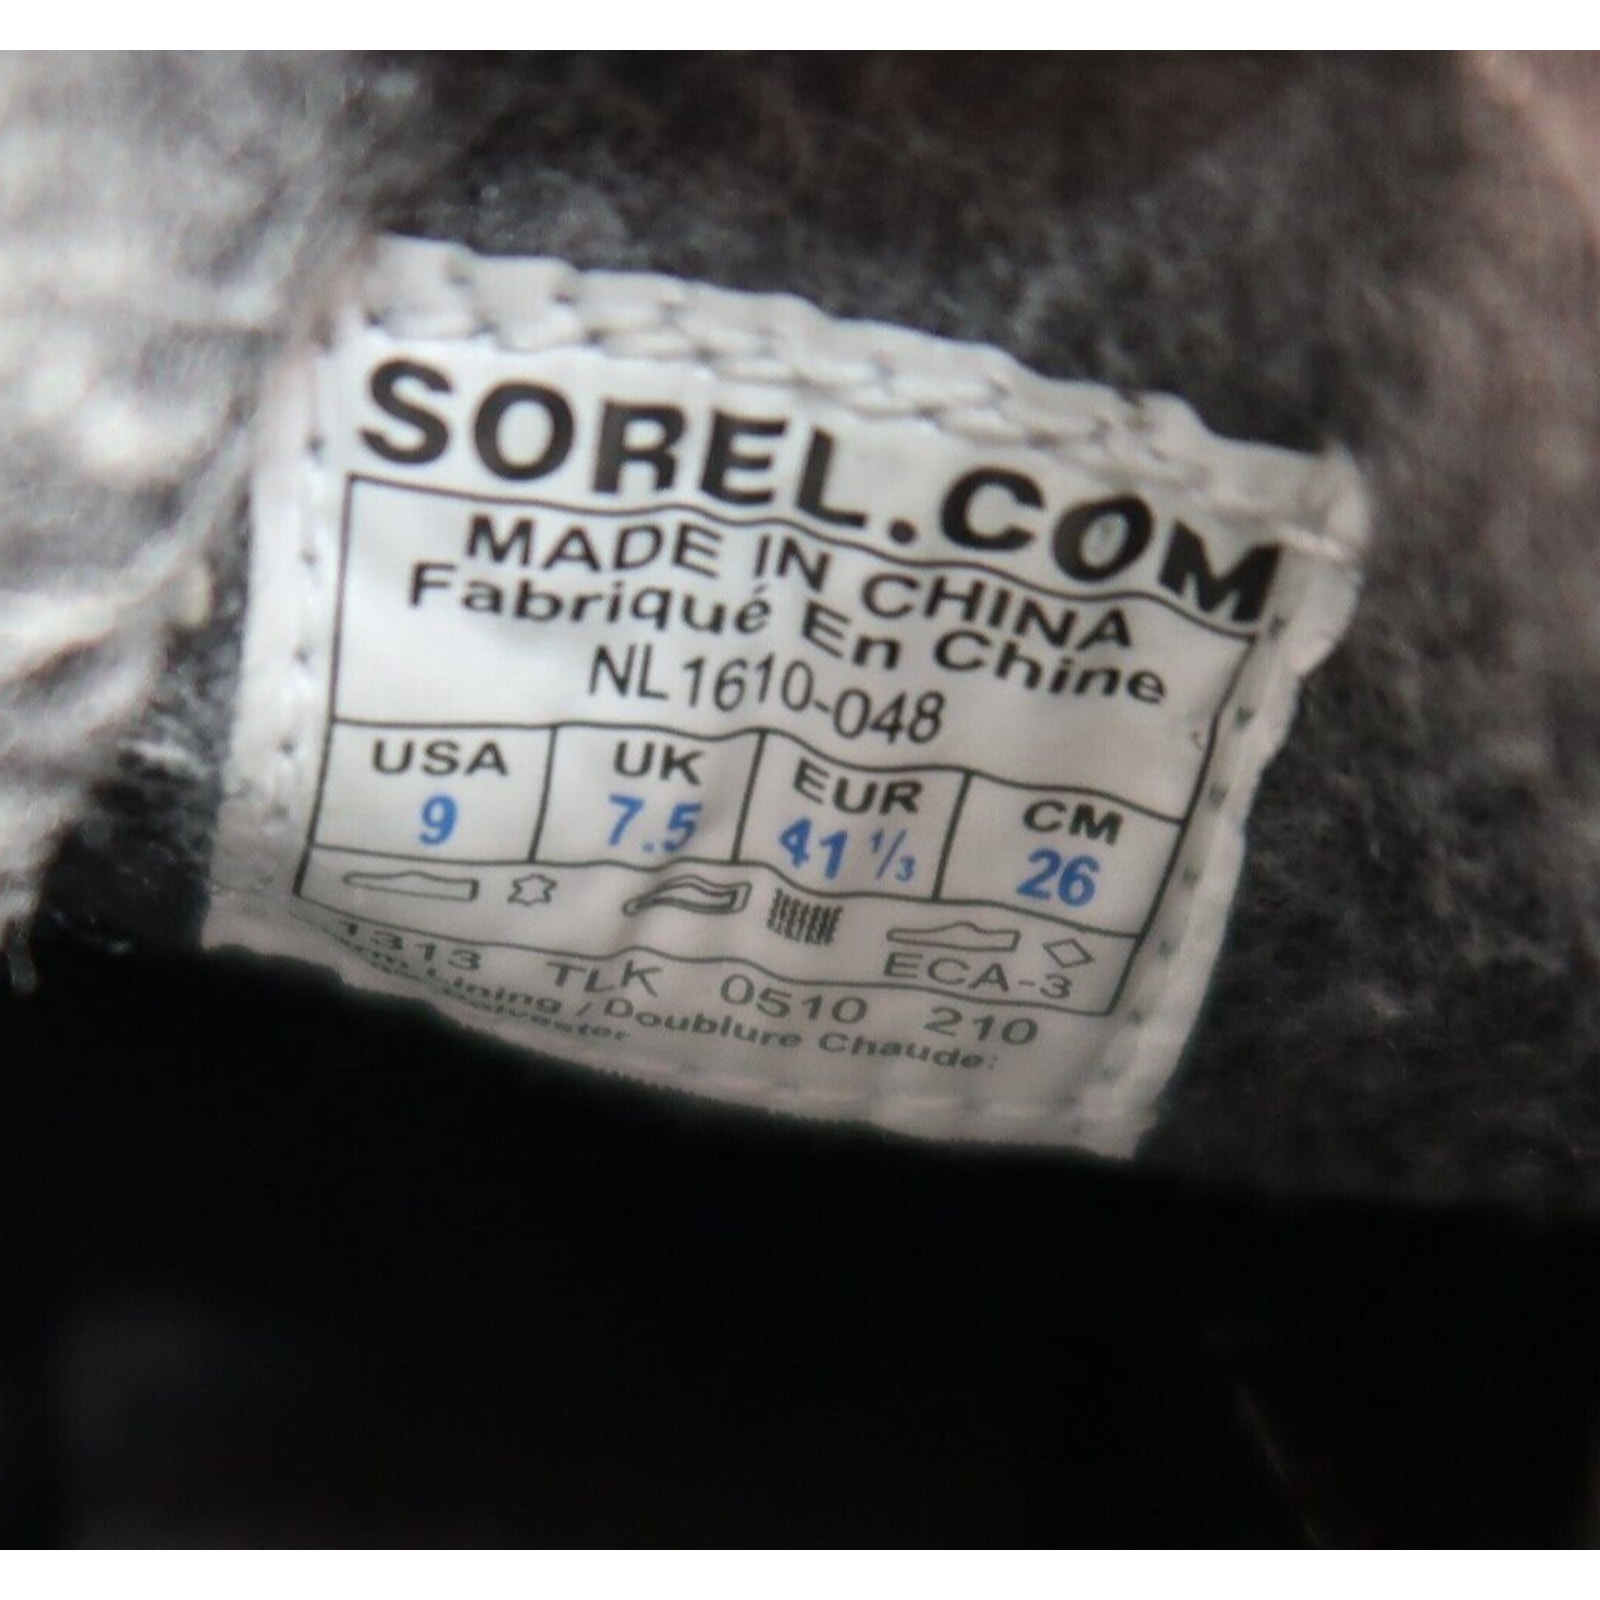 SOREL.COM
MADE IN CHINA
Fabriqué En Chine
NL1610-048
USA UK EUR CM
9 7.5 41 1/3 26
ECA-3
1313 TLK 0510 210
Lining / Doublure Chaude: